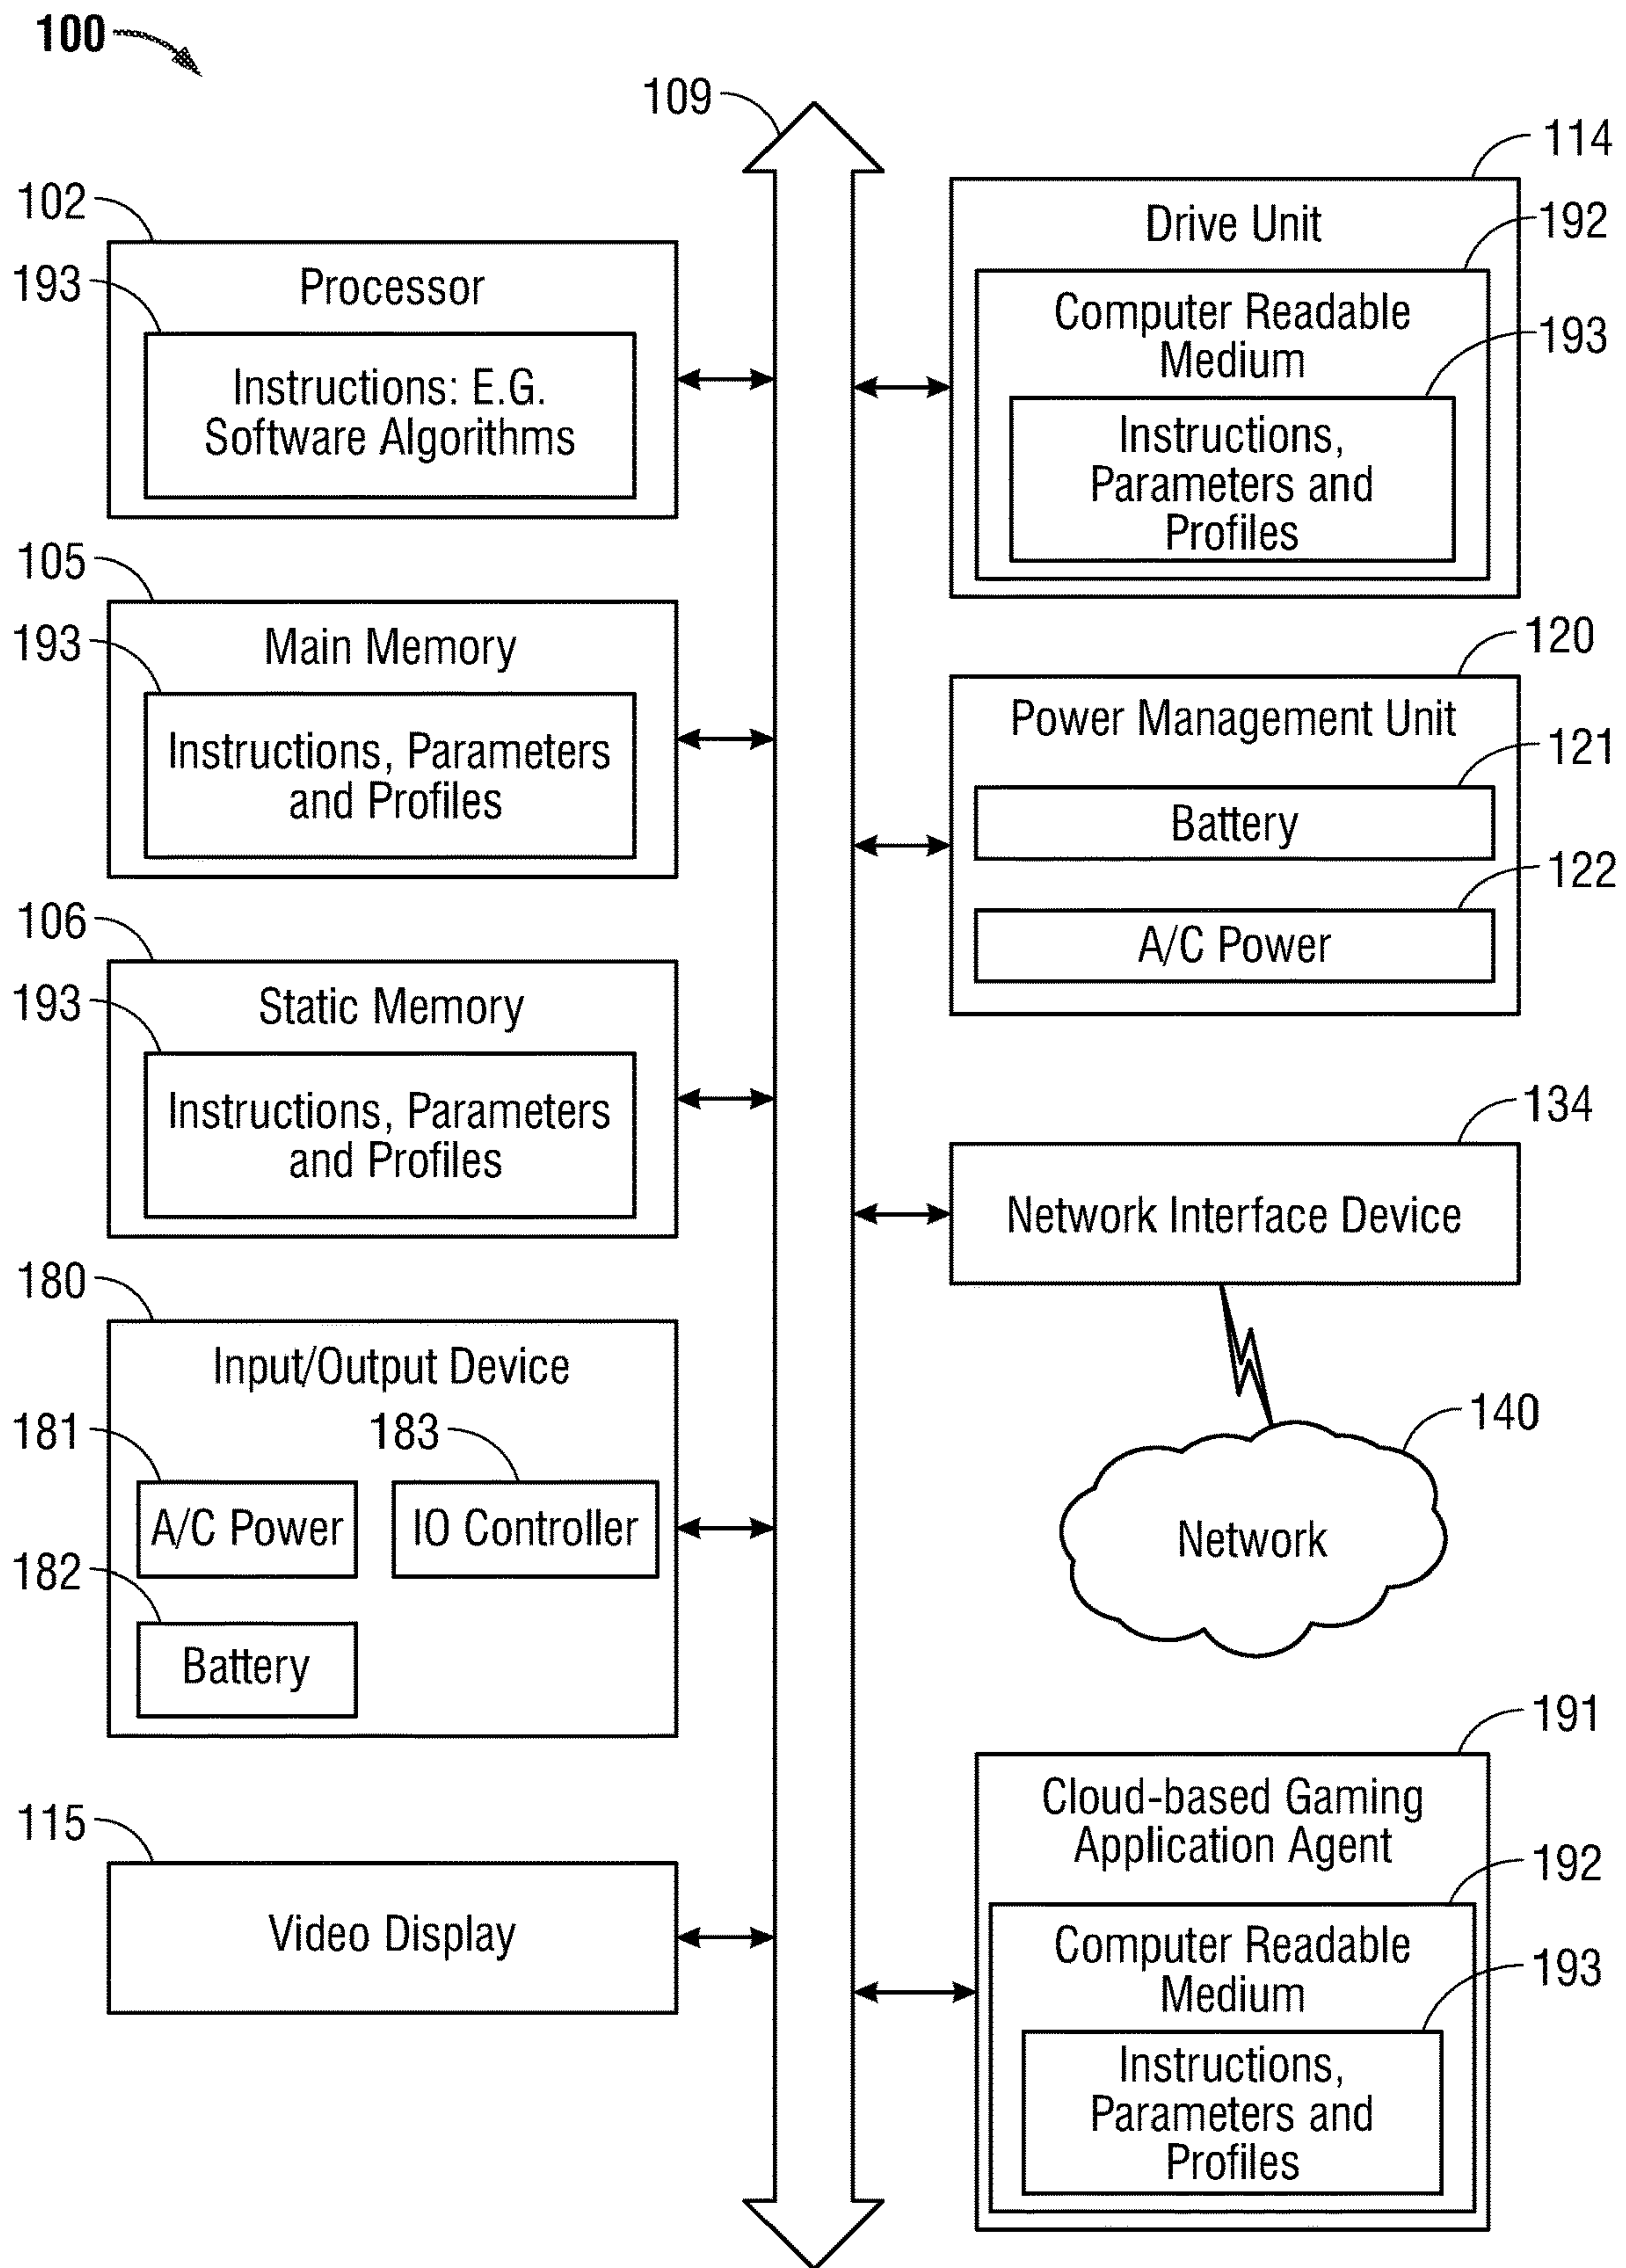 100
109
102
193
Processor
Instructions: E.G.
Software Algorithms
105
193
Main Memory
Instructions, Parameters
and Profiles
106
193
Static Memory
Instructions, Parameters
and Profiles
180
Input/Output Device
181
183
A/C Power
IO Controller
182
Battery
115
Video Display
114
Drive Unit
192
Computer Readable
Medium
193
Instructions,
Parameters and
Profiles
120
Power Management Unit
121
Battery
122
A/C Power
134
Network Interface Device
140
Network
191
Cloud-based Gaming
Application Agent
192
Computer Readable
Medium
193
Instructions,
Parameters and
Profiles